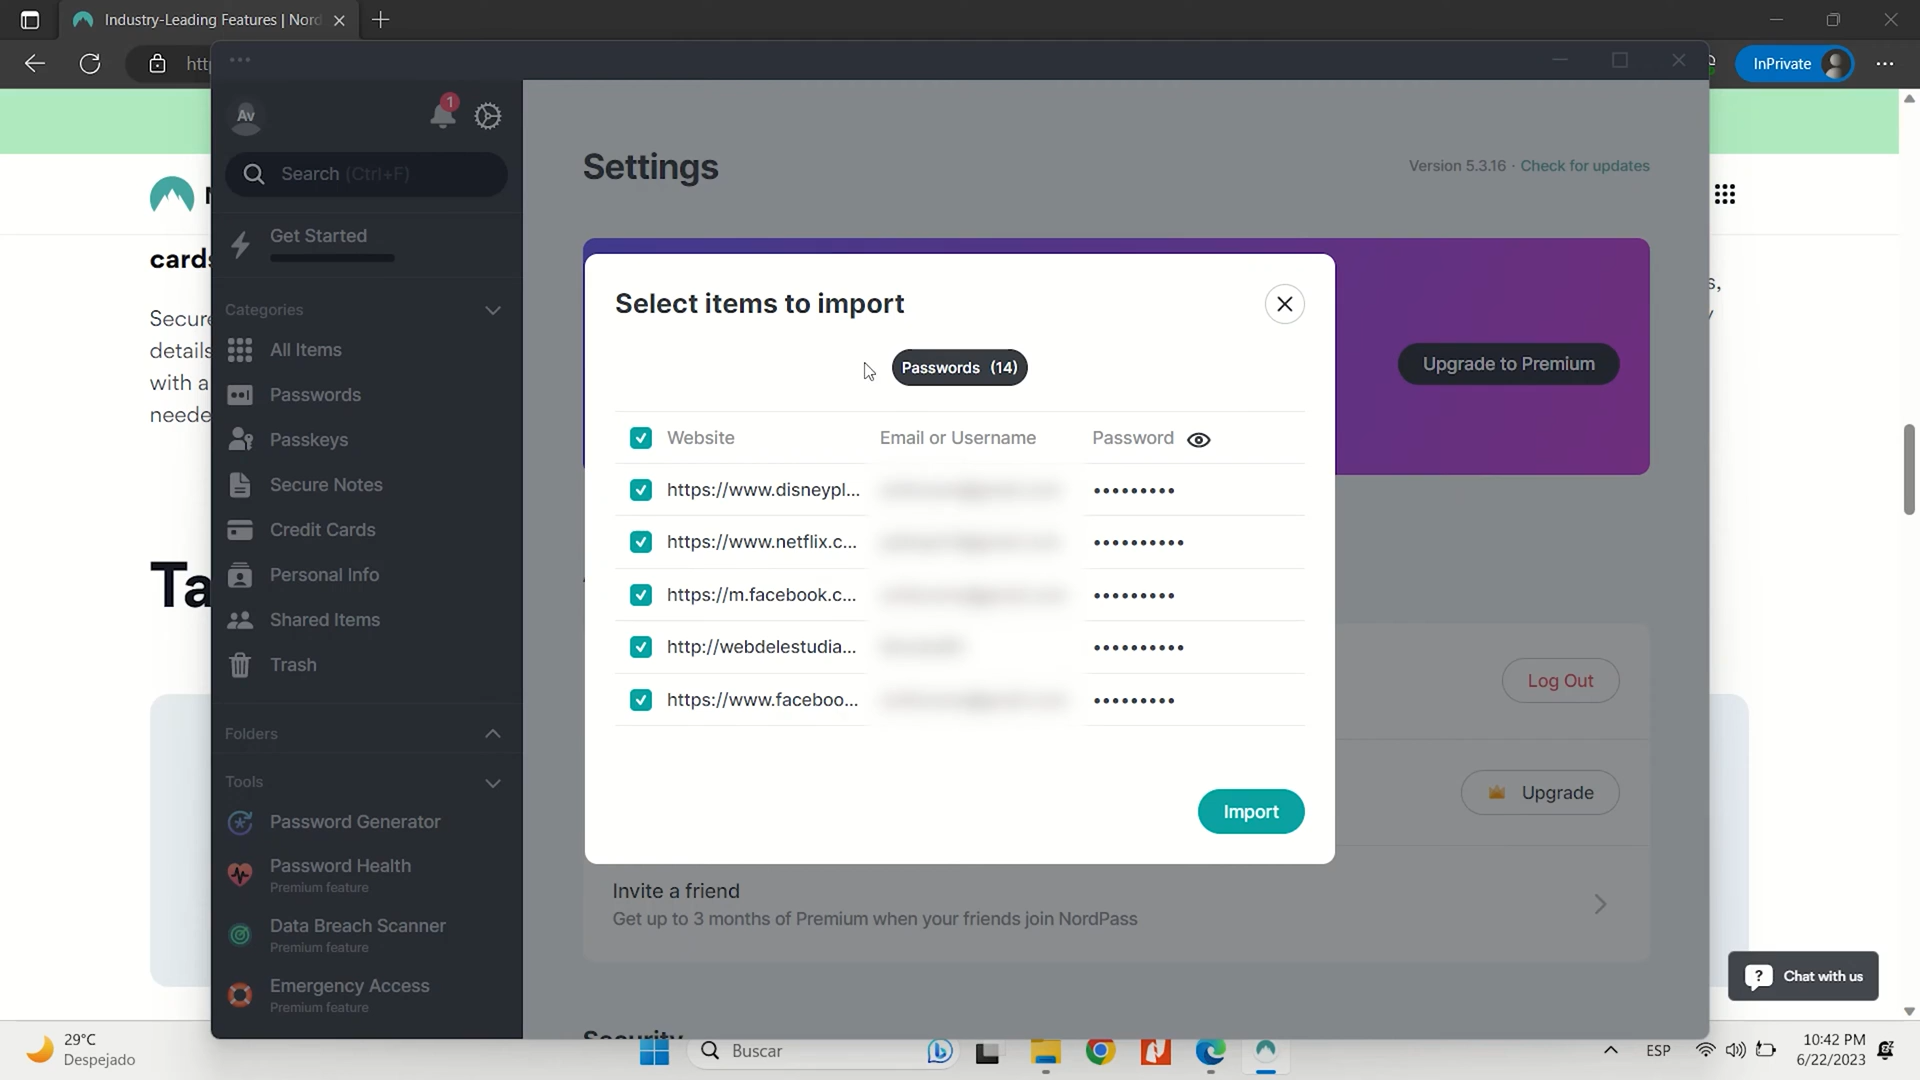 Industry-Leading Features | Nord
htt
InPrivate
Av
1
Search (Ctrl+F)
Get Started
Categories
All Items
Passwords
Passkeys
Secure Notes
Credit Cards
Personal Info
Shared Items
Trash
Folders
Tools
Password Generator
Password Health
Premium feature
Data Breach Scanner
Premium feature
Emergency Access
Premium feature
Settings
Version 5.3.16 · Check for updates
Upgrade to Premium
Select items to import
Passwords (14)
Website Email or Username Password
https://www.disneypl... •••••••••
https://www.netflix.c... ••••••••••
https://m.facebook.c... •••••••••
http://webdelestudia... ••••••••••
https://www.faceboo... •••••••••
Import
Log Out
Upgrade
Invite a friend
Get up to 3 months of Premium when your friends join NordPass
Security
cards
Secure
details
with a
neede
Ta
Chat with us
29°C
Despejado
Buscar
ESP
10:42 PM
6/22/2023